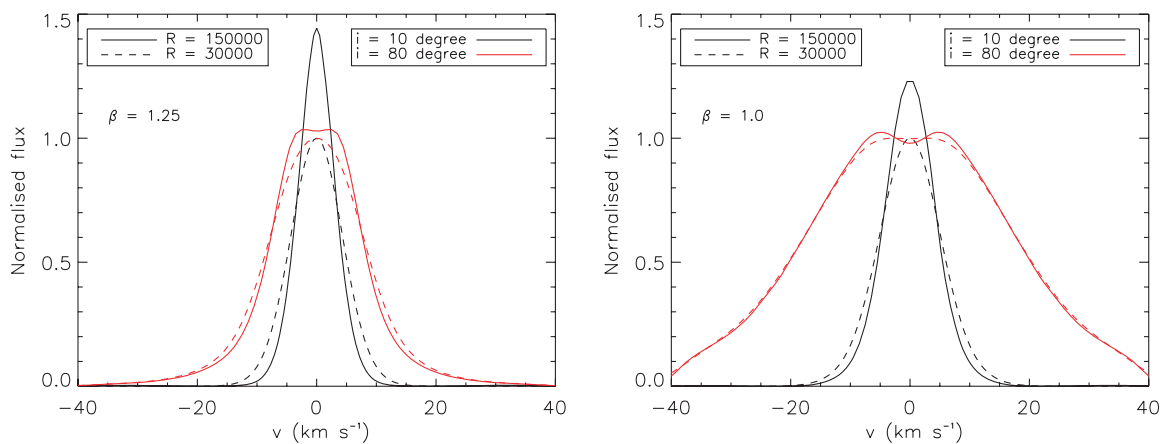 R = 150000
R = 30000
i = 10 degree
i = 80 degree
β = 1.25
Normalised flux
1.5
1.0
0.5
0.0
−40
−20
0
20
40
v (km s⁻¹)
R = 150000
R = 30000
i = 10 degree
i = 80 degree
β = 1.0
Normalised flux
1.5
1.0
0.5
0.0
−40
−20
0
20
40
v (km s⁻¹)